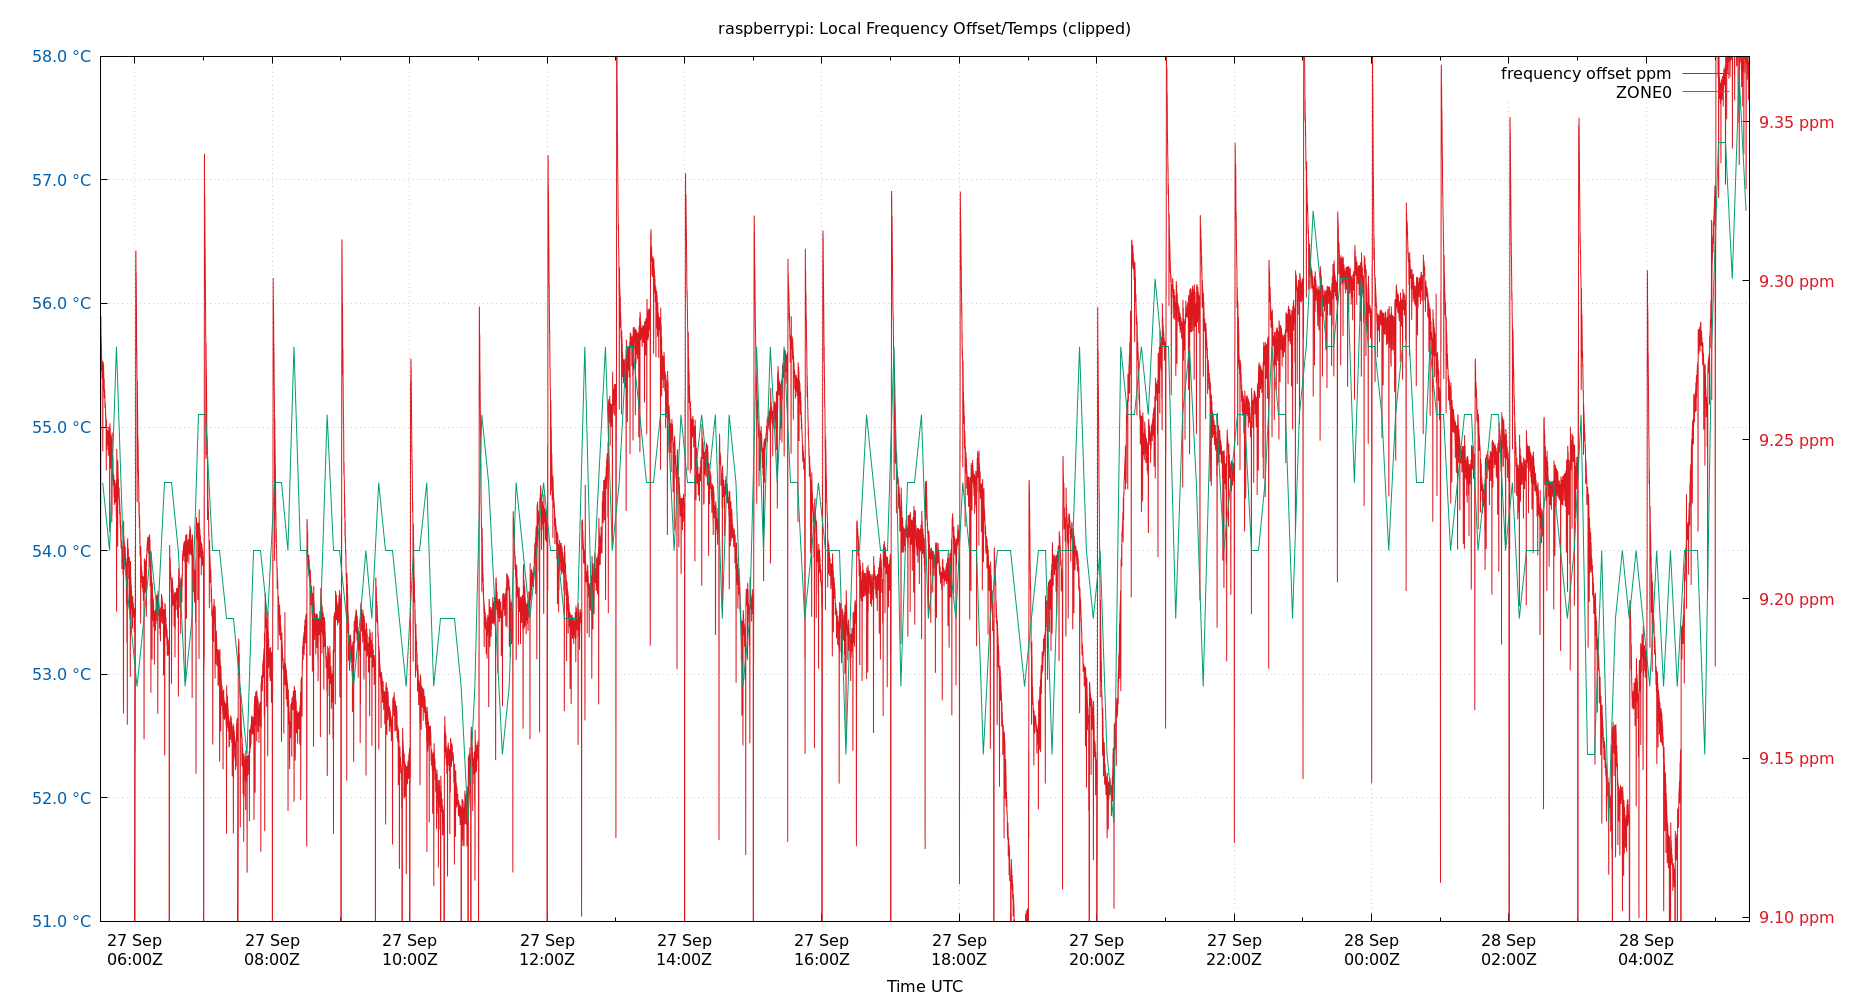 raspberrypi: Local Frequency Offset/Temps (clipped)
58.0 °C
57.0 °C
56.0 °C
55.0 °C
54.0 °C
53.0 °C
52.0 °C
51.0 °C
frequency offset ppm
ZONE0
9.35 ppm
9.30 ppm
9.25 ppm
9.20 ppm
9.15 ppm
9.10 ppm
27 Sep 27 Sep 27 Sep 27 Sep 27 Sep 27 Sep 27 Sep 27 Sep 27 Sep 28 Sep 28 Sep 28 Sep
06:00Z 08:00Z 10:00Z 12:00Z 14:00Z 16:00Z 18:00Z 20:00Z 22:00Z 00:00Z 02:00Z 04:00Z
Time UTC